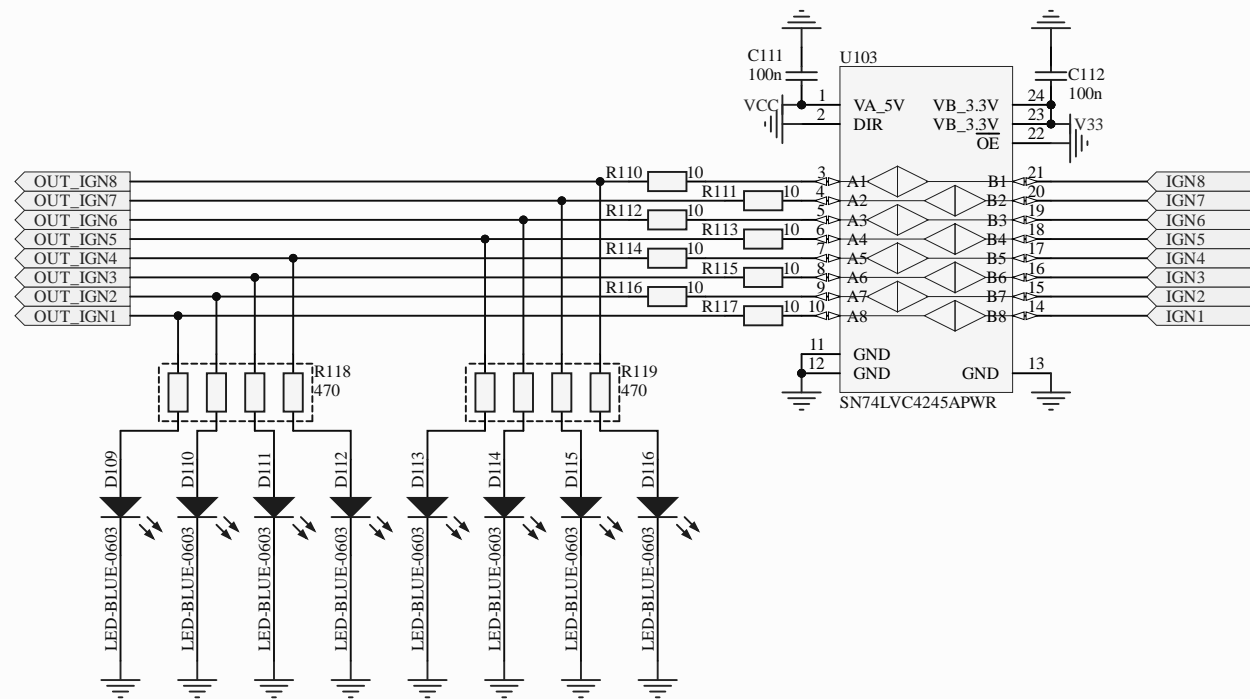 C111
100n
U103
C112
100n
VCC
1
VA_5V
VB_3.3V
24
2
DIR
VB_3.3V
23
V33
OE
22
OUT_IGN8
R110
10
3
A1
B1
21
IGN8
OUT_IGN7
R111
10
4
A2
B2
20
IGN7
OUT_IGN6
R112
10
5
A3
B3
19
IGN6
OUT_IGN5
R113
10
6
A4
B4
18
IGN5
OUT_IGN4
R114
10
7
A5
B5
17
IGN4
OUT_IGN3
R115
10
8
A6
B6
16
IGN3
OUT_IGN2
R116
10
9
A7
B7
15
IGN2
OUT_IGN1
R117
10
10
A8
B8
14
IGN1
11
GND
12
GND
GND
13
SN74LVC4245APWR
R118
470
R119
470
D109
D110
D111
D112
D113
D114
D115
D116
LED-BLUE-0603
LED-BLUE-0603
LED-BLUE-0603
LED-BLUE-0603
LED-BLUE-0603
LED-BLUE-0603
LED-BLUE-0603
LED-BLUE-0603